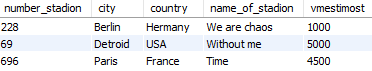 number_stadion city country name_of_stadion vmestimost
228 Berlin Hermany We are chaos 1000
69 Detroid USA Without me 5000
696 Paris France Time 4500